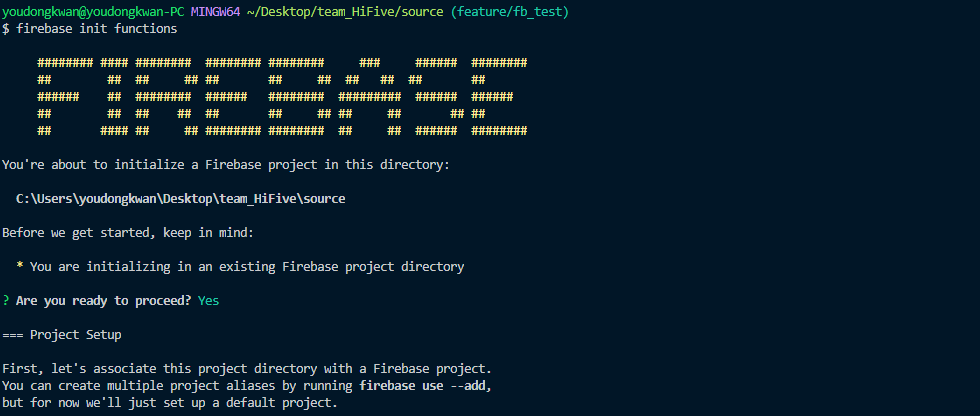 youdongkwan@youdongkwan-PC MINGW64 ~/Desktop/team_HiFive/source (feature/fb_test)
$ firebase init functions
     ######## #### ########  ######## ########     ###     ######  ########
     ##        ##  ##     ## ##       ##     ##  ##   ##  ##       ##
     ######    ##  ########  ######   ########  #########  ######  ######
     ##        ##  ##    ##  ##       ##     ## ##     ##       ## ##
     ##       #### ##     ## ######## ########  ##     ##  ######  ########
You're about to initialize a Firebase project in this directory:
  C:\Users\youdongkwan\Desktop\team_HiFive\source
Before we get started, keep in mind:
  * You are initializing in an existing Firebase project directory
? Are you ready to proceed? Yes
=== Project Setup
First, let's associate this project directory with a Firebase project.
You can create multiple project aliases by running firebase use --add,
but for now we'll just set up a default project.